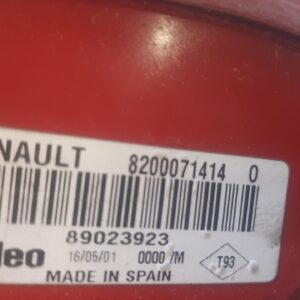 NAULT 8200071414 0
89023923
leo 16/05/01 0000 /M T93
MADE IN SPAIN